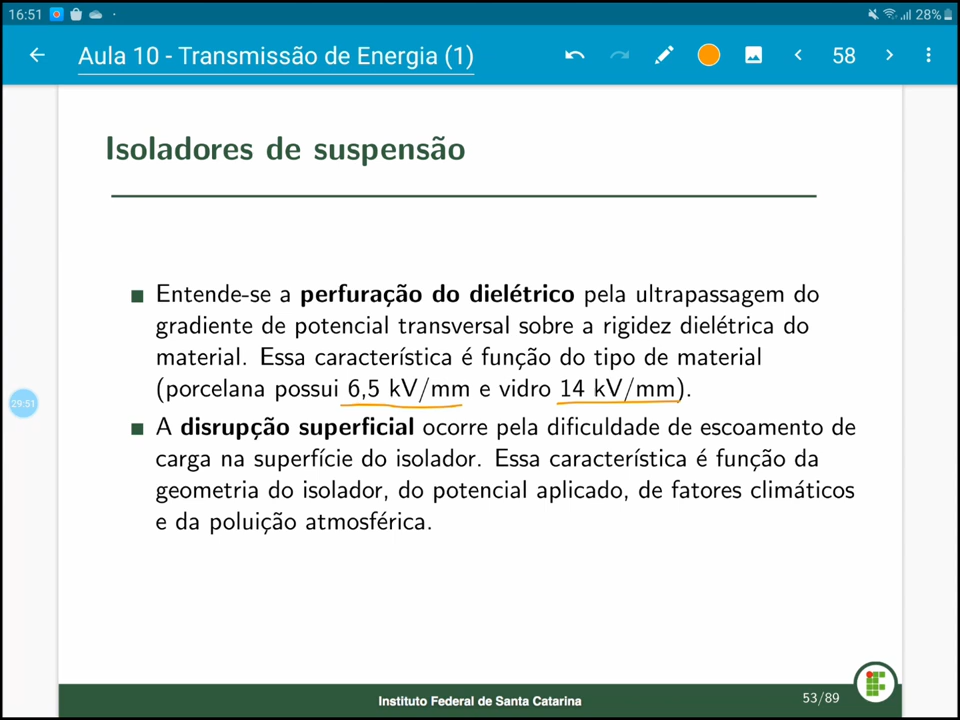 16:51
28%
Aula 10 - Transmissão de Energia (1)
58
Isoladores de suspensão
Entende-se a perfuração do dielétrico pela ultrapassagem do
gradiente de potencial transversal sobre a rigidez dielétrica do
material. Essa característica é função do tipo de material
(porcelana possui 6,5 kV/mm e vidro 14 kV/mm).
29:51
A disrupção superficial ocorre pela dificuldade de escoamento de
carga na superfície do isolador. Essa característica é função da
geometria do isolador, do potencial aplicado, de fatores climáticos
e da poluição atmosférica.
Instituto Federal de Santa Catarina
53/89